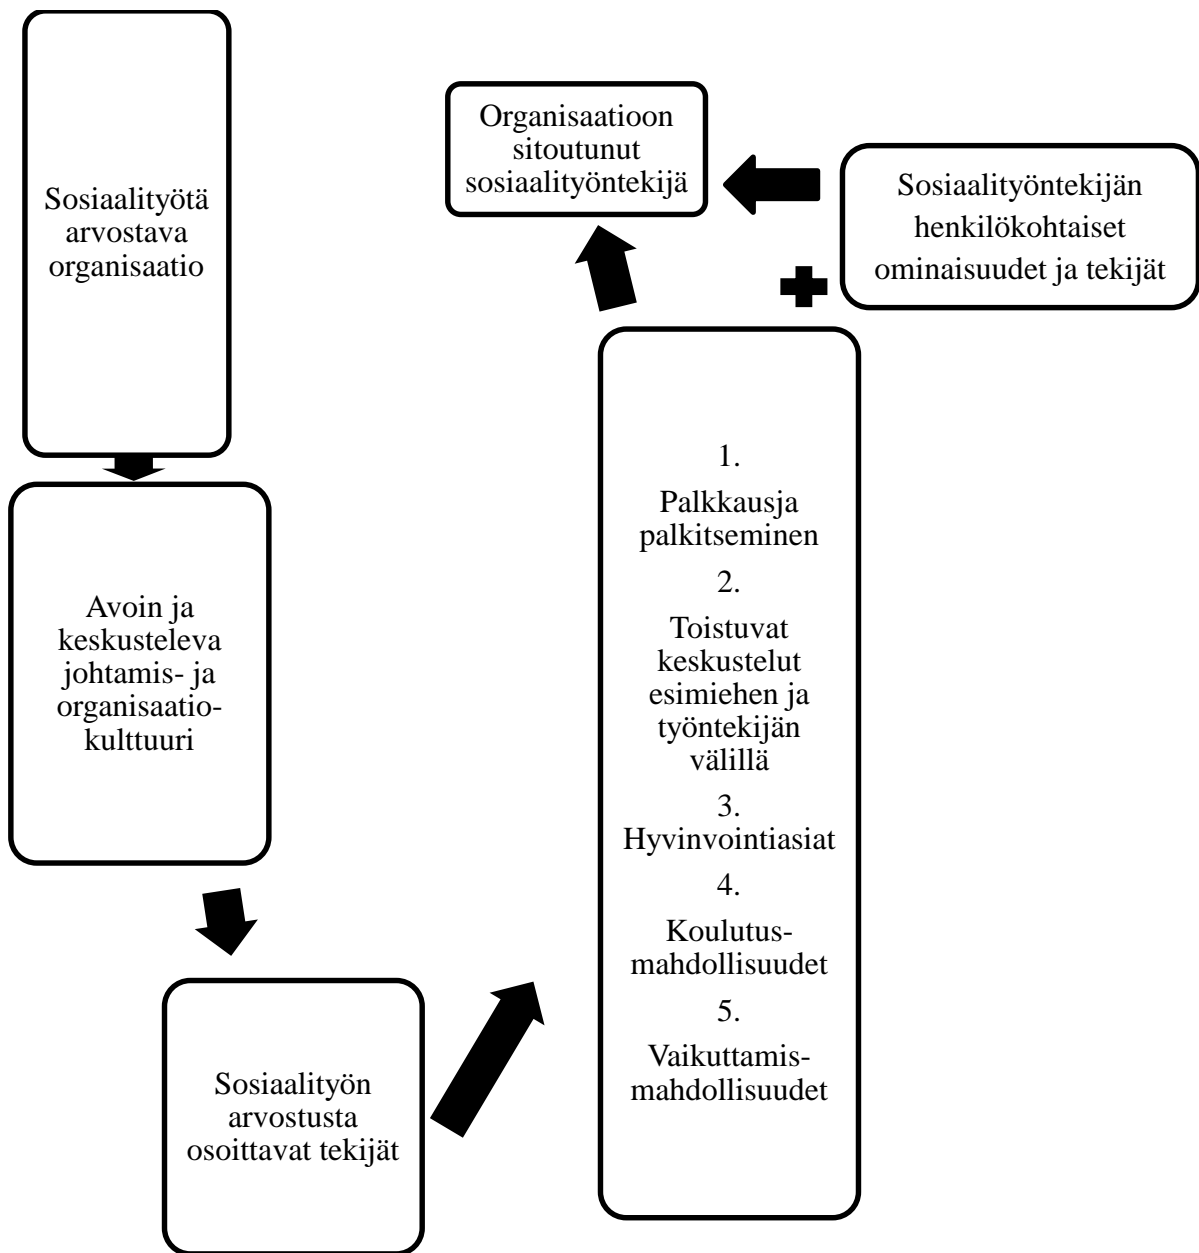 Sosiaalityötä
arvostava
organisaatio
Avoin ja
keskusteleva
johtamis- ja
organisaatio-
kulttuuri
Sosiaalityön
arvostusta
osoittavat tekijät
1.
Palkkausja
palkitseminen
2.
Toistuvat
keskustelut
esimiehen ja
työntekijän
välillä
3.
Hyvinvointiasiat
4.
Koulutus-
mahdollisuudet
5.
Vaikuttamis-
mahdollisuudet
Organisaatioon
sitoutunut
sosiaalityöntekijä
Sosiaalityöntekijän
henkilökohtaiset
ominaisuudet ja tekijät